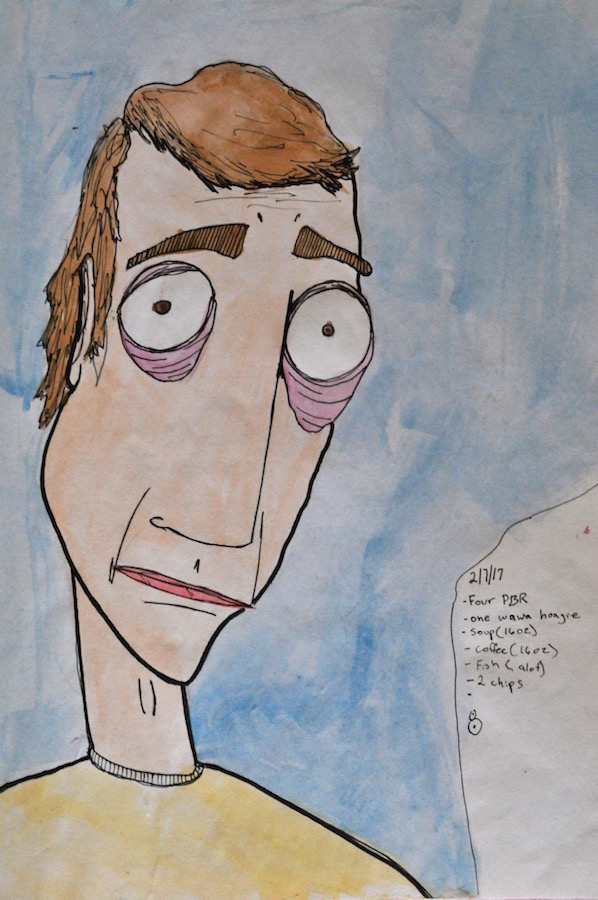 2/7/17
- Four PBR
- one wawa hoagie
- Soup (16oz)
- coffee (16oz)
- Fish (alot)
- 2 chips
-